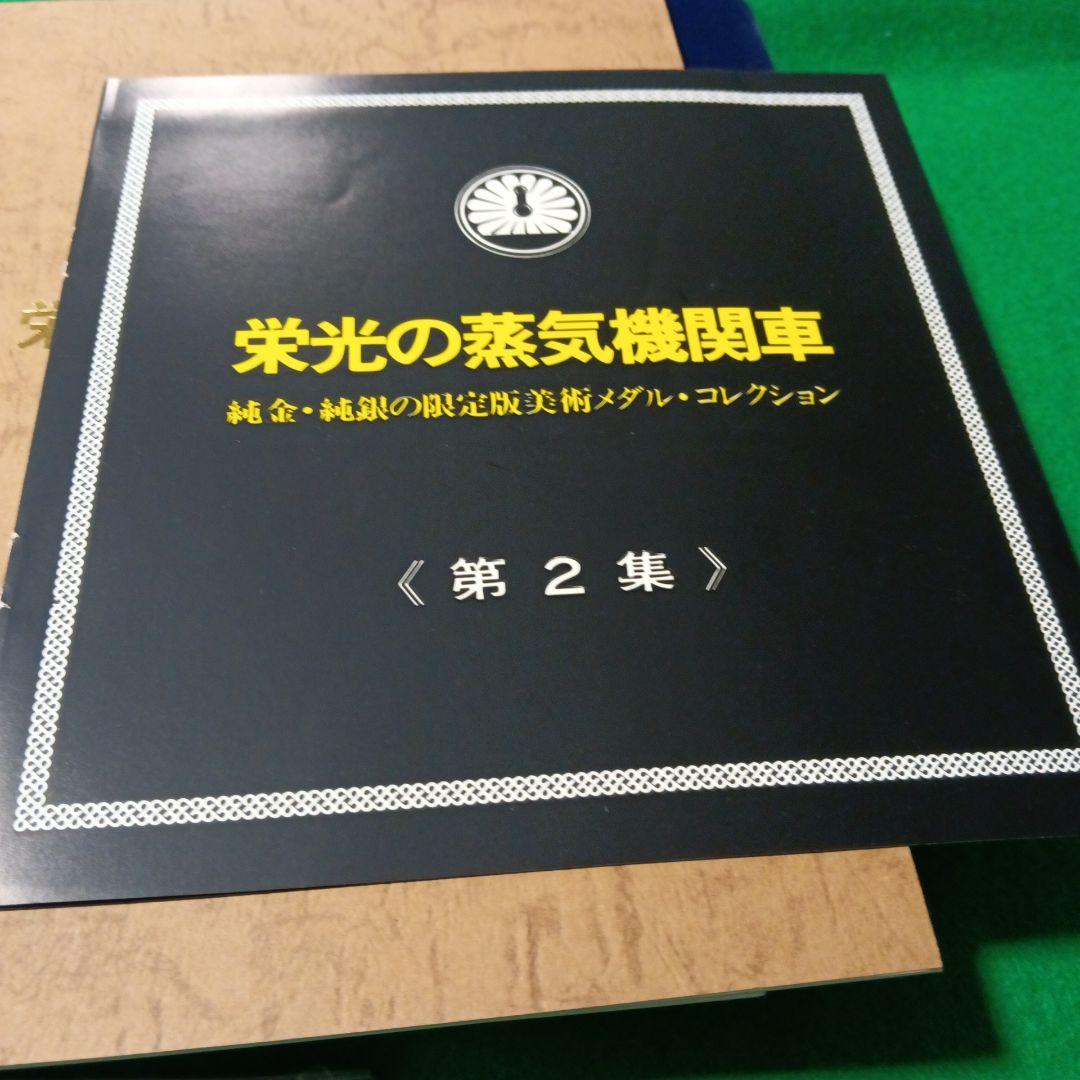 栄光の蒸気機関車
純金・純銀の限定版美術メダル・コレクション
《第2集》
栄